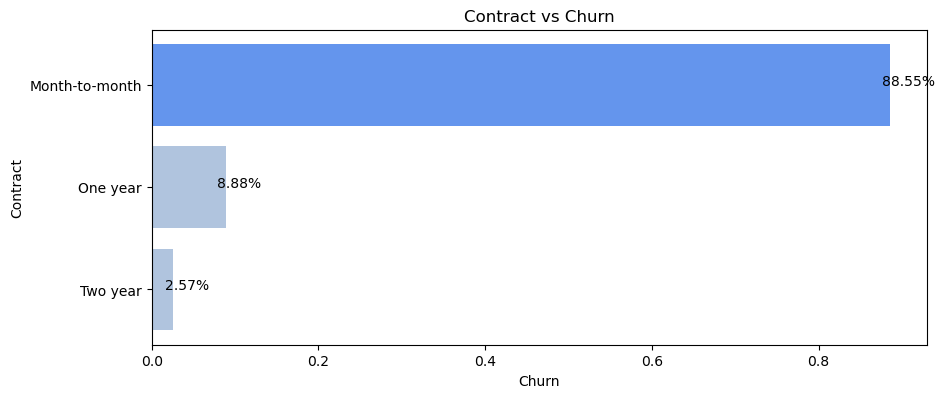 Contract vs Churn
Contract
Month-to-month
88.55%
One year
8.88%
Two year
2.57%
0.0
0.2
0.4
0.6
0.8
Churn